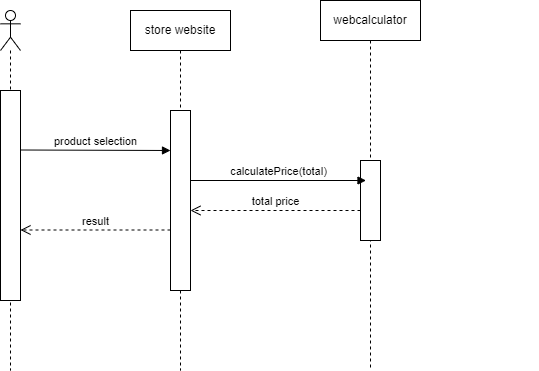 store website
webcalculator
product selection
calculatePrice(total)
total price
result